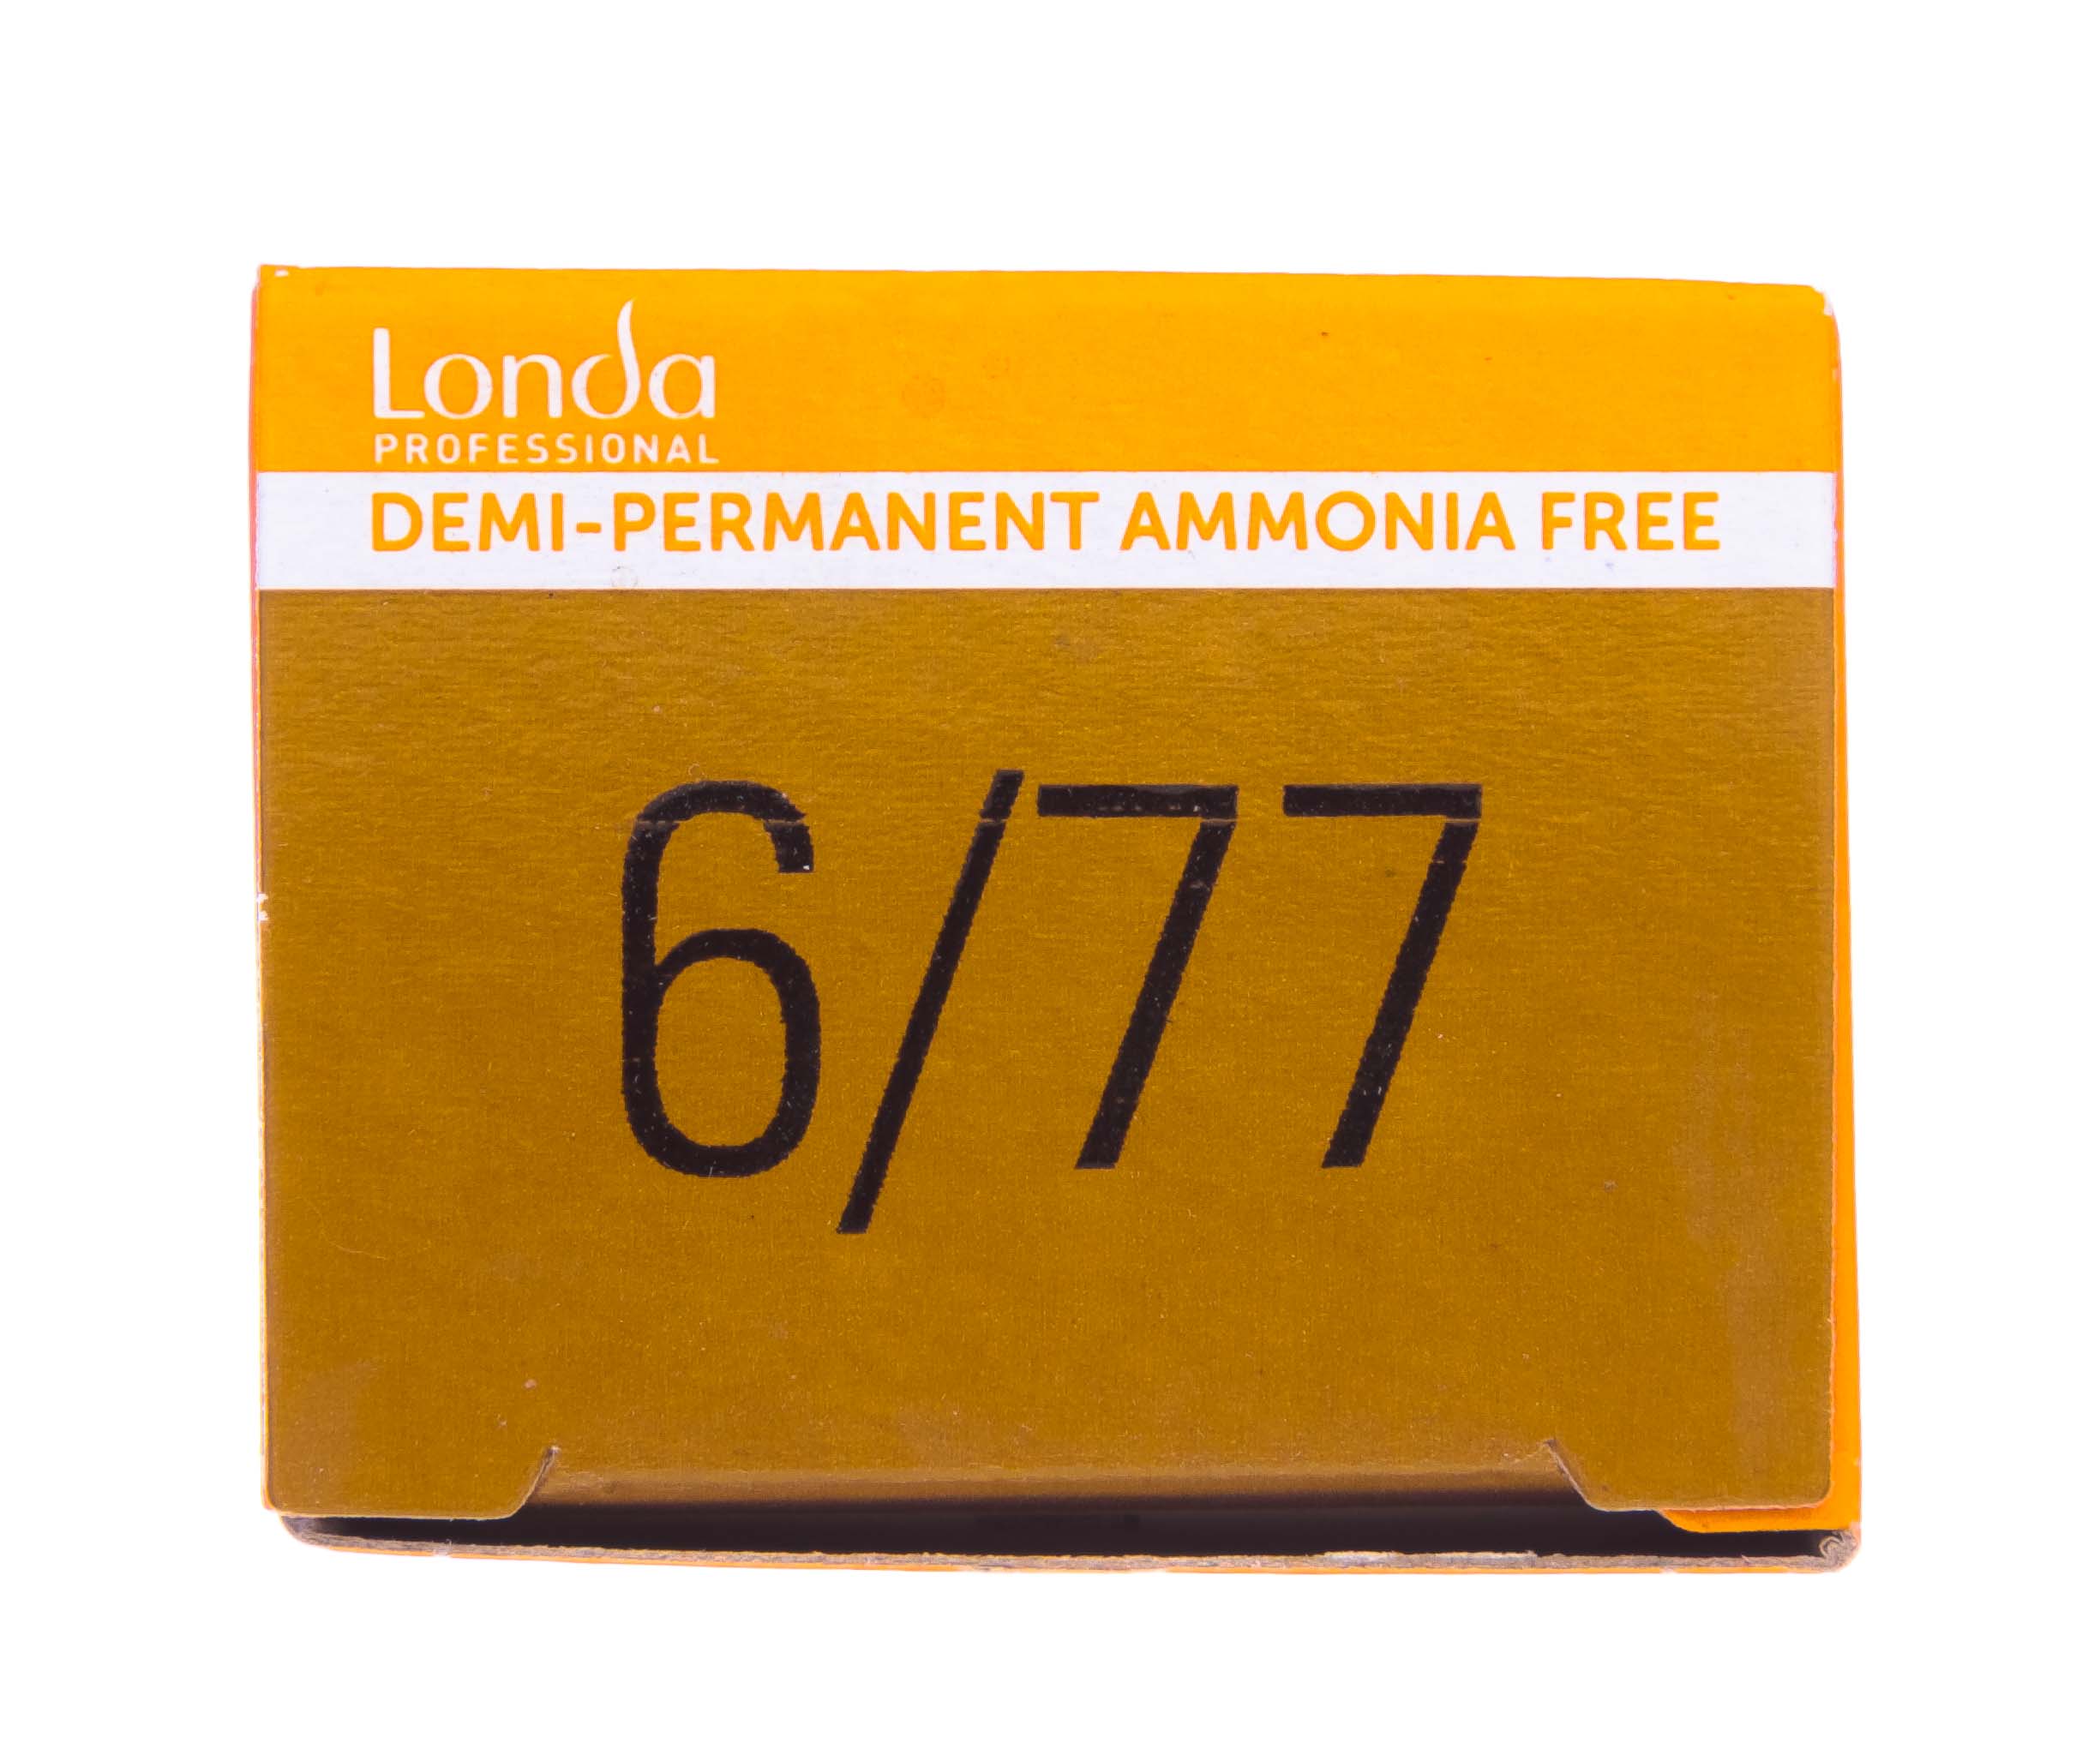 Londa
PROFESSIONAL
DEMI-PERMANENT AMMONIA FREE
6/77